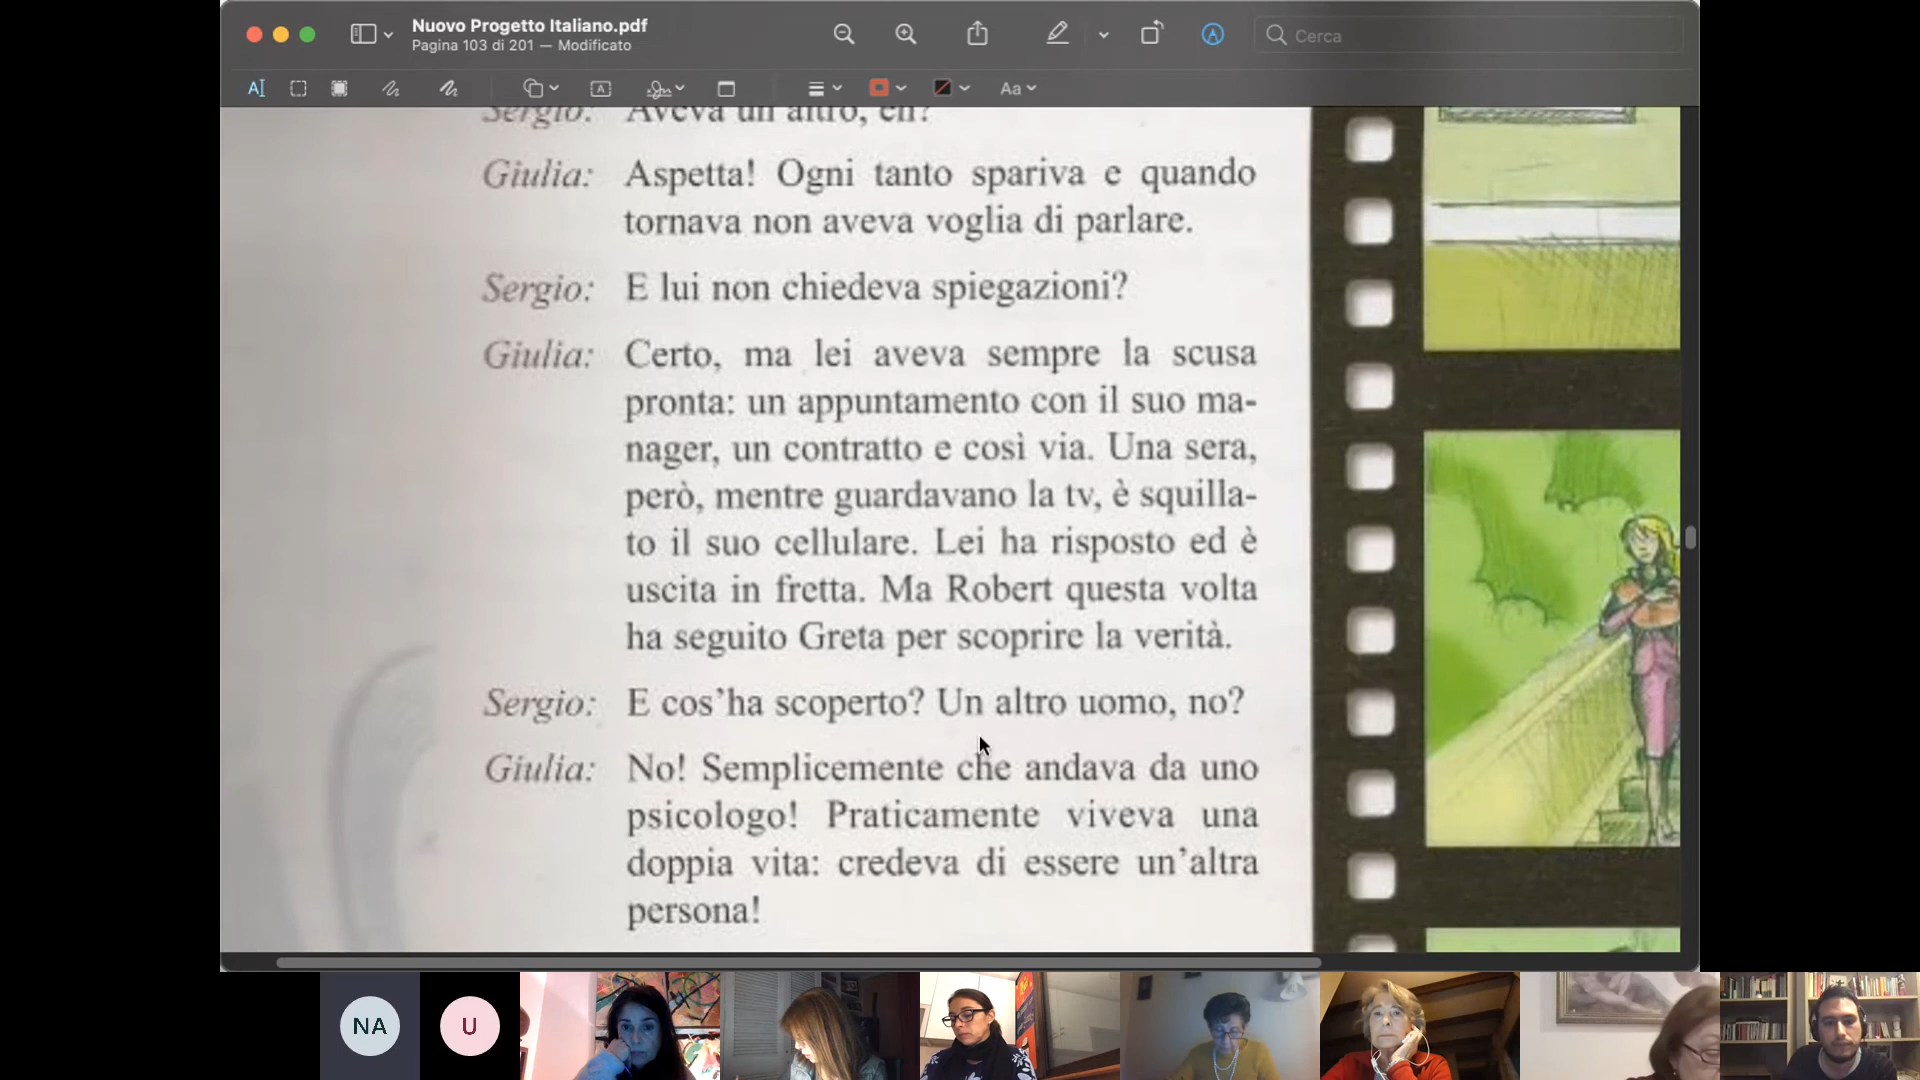 Nuovo Progetto Italiano.pdf
Pagina 103 di 201 — Modificato
Cerca
A
A
Aa
Sergio: Aveva un altro, eh?
Giulia: Aspetta! Ogni tanto spariva e quando
tornava non aveva voglia di parlare.
Sergio: E lui non chiedeva spiegazioni?
Giulia: Certo, ma lei aveva sempre la scusa
pronta: un appuntamento con il suo ma-
nager, un contratto e così via. Una sera,
però, mentre guardavano la tv, è squilla-
to il suo cellulare. Lei ha risposto ed è
uscita in fretta. Ma Robert questa volta
ha seguito Greta per scoprire la verità.
Sergio: E cos'ha scoperto? Un altro uomo, no?
Giulia: No! Semplicemente che andava da uno
psicologo! Praticamente viveva una
doppia vita: credeva di essere un'altra
persona!
NA
U